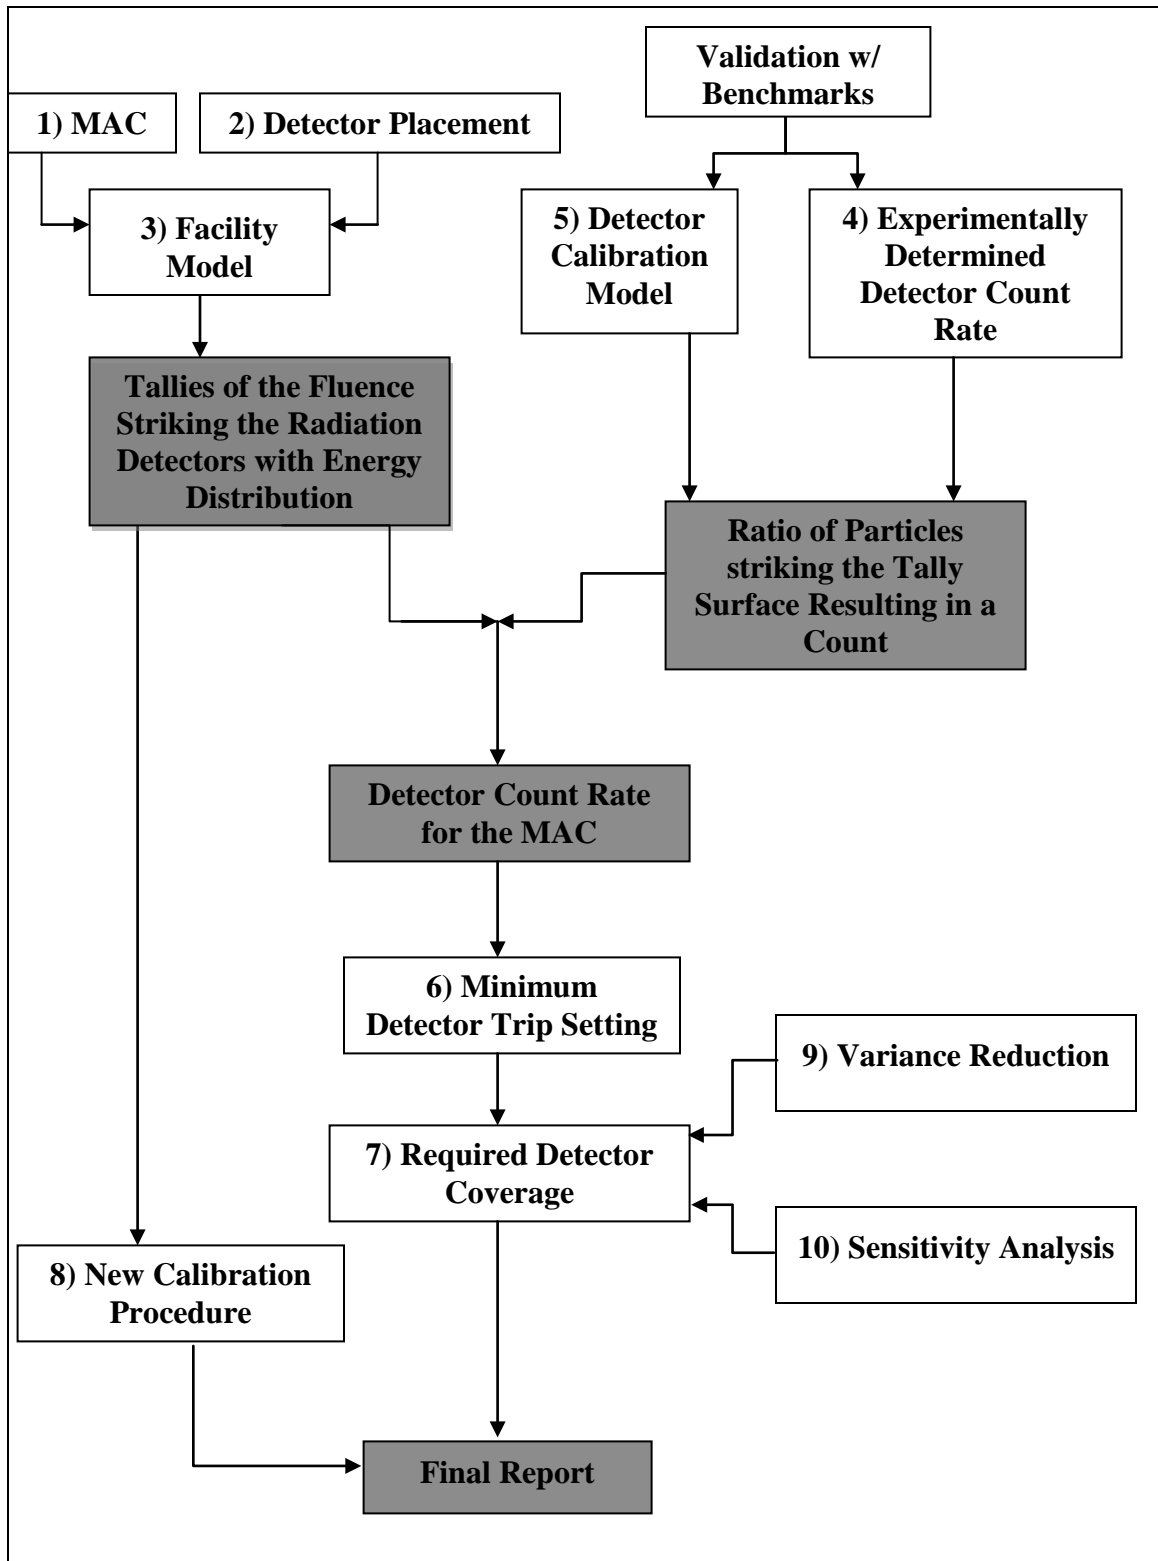 Validation w/
Benchmarks
1) MAC
2) Detector Placement
3) Facility
Model
5) Detector
Calibration
Model
4) Experimentally
Determined
Detector Count
Rate
Tallies of the Fluence
Striking the Radiation
Detectors with Energy
Distribution
Ratio of Particles
striking the Tally
Surface Resulting in a
Count
Detector Count Rate
for the MAC
6) Minimum
Detector Trip Setting
9) Variance Reduction
7) Required Detector
Coverage
10) Sensitivity Analysis
8) New Calibration
Procedure
Final Report